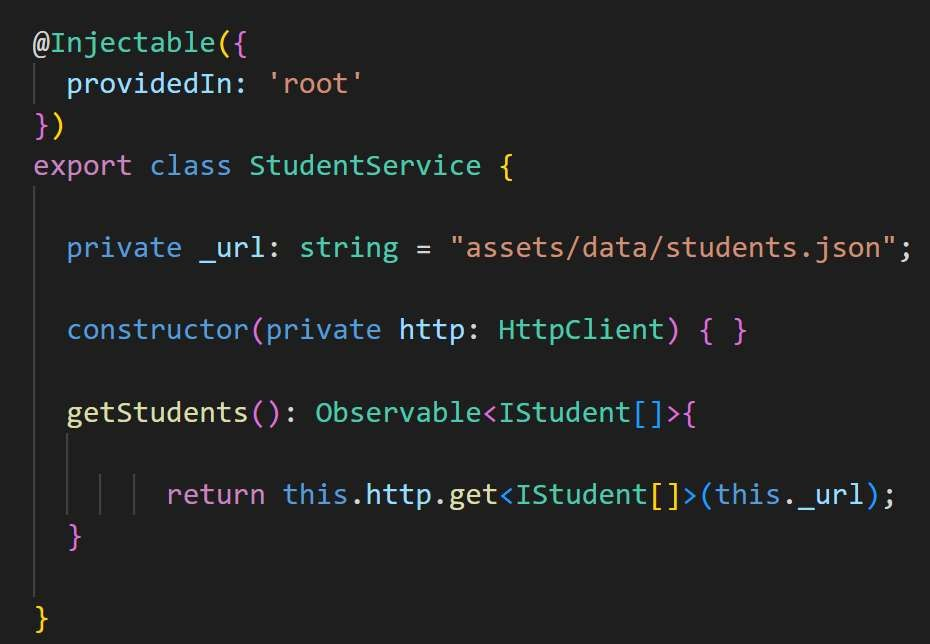 @Injectable({
  providedIn: 'root'
})
export class StudentService {
  private _url: string = "assets/data/students.json";
  constructor(private http: HttpClient) { }
  getStudents(): Observable<IStudent[]>{
        return this.http.get<IStudent[]>(this._url);
  }
}